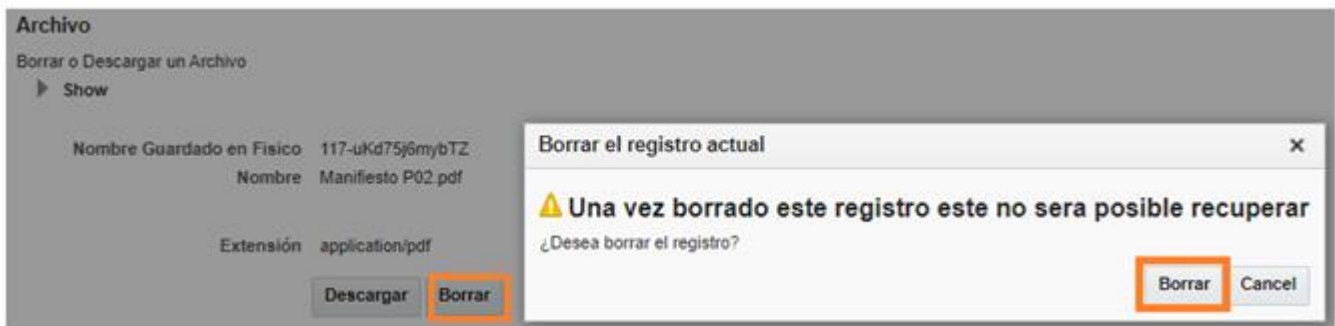 Archivo
Borrar o Descargar un Archivo
Show
Nombre Guardado en Fisico 117-uKd75j6mybTZ
Nombre Manifiesto P02.pdf
Extensión application/pdf
Descargar Borrar
Borrar el registro actual ×
Una vez borrado este registro este no sera posible recuperar
¿Desea borrar el registro?
Borrar Cancel